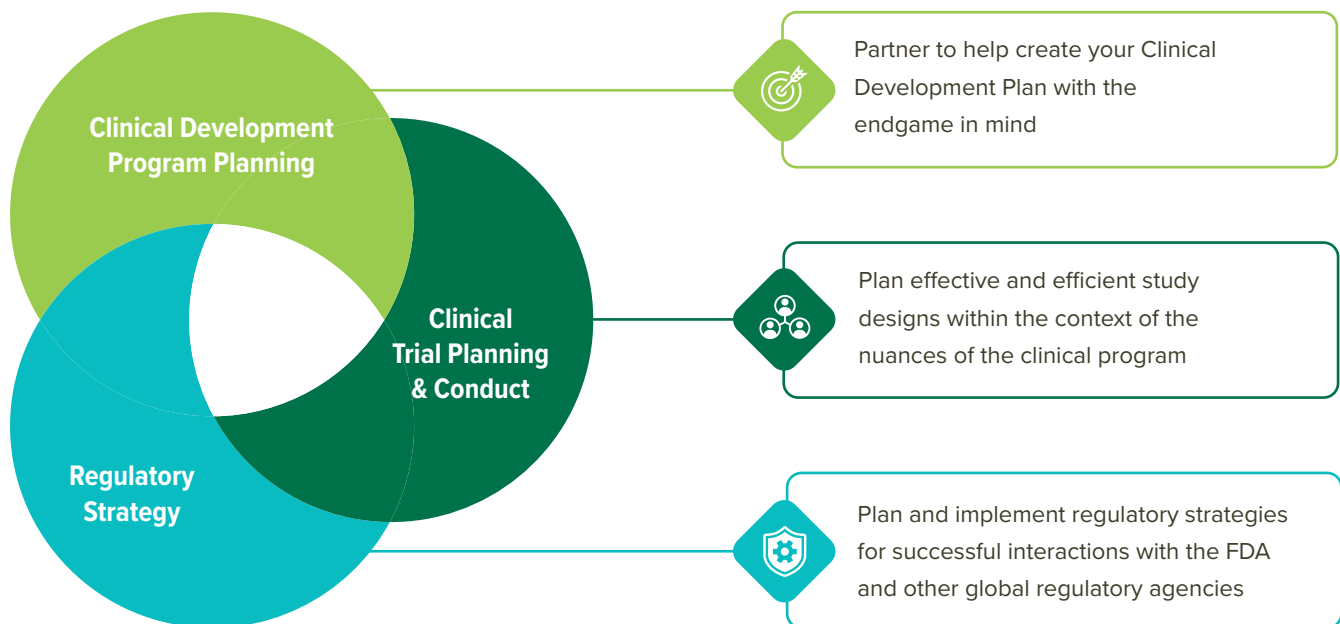 Clinical Development
Program Planning
Partner to help create your Clinical
Development Plan with the
endgame in mind
Clinical
Trial Planning
& Conduct
Plan effective and efficient study
designs within the context of the
nuances of the clinical program
Regulatory
Strategy
Plan and implement regulatory strategies
for successful interactions with the FDA
and other global regulatory agencies